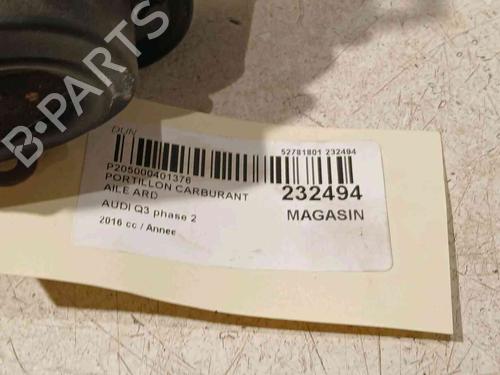 B-PARTS
DUN
52781801 232494
P205000401376
PORTILLON CARBURANT
AILE ARD
232494
AUDI Q3 phase 2
MAGASIN
2016 cc / Annee